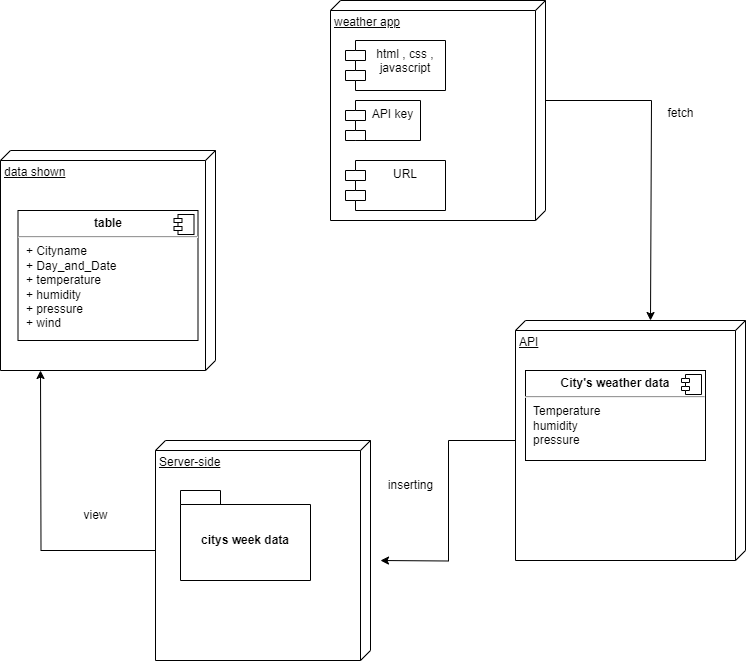 weather app
html , css ,
javascript
API key
URL
fetch
data shown
table
+ Cityname
+ Day_and_Date
+ temperature
+ humidity
+ pressure
+ wind
API
City's weather data
Temperature
humidity
pressure
Server-side
citys week data
inserting
view